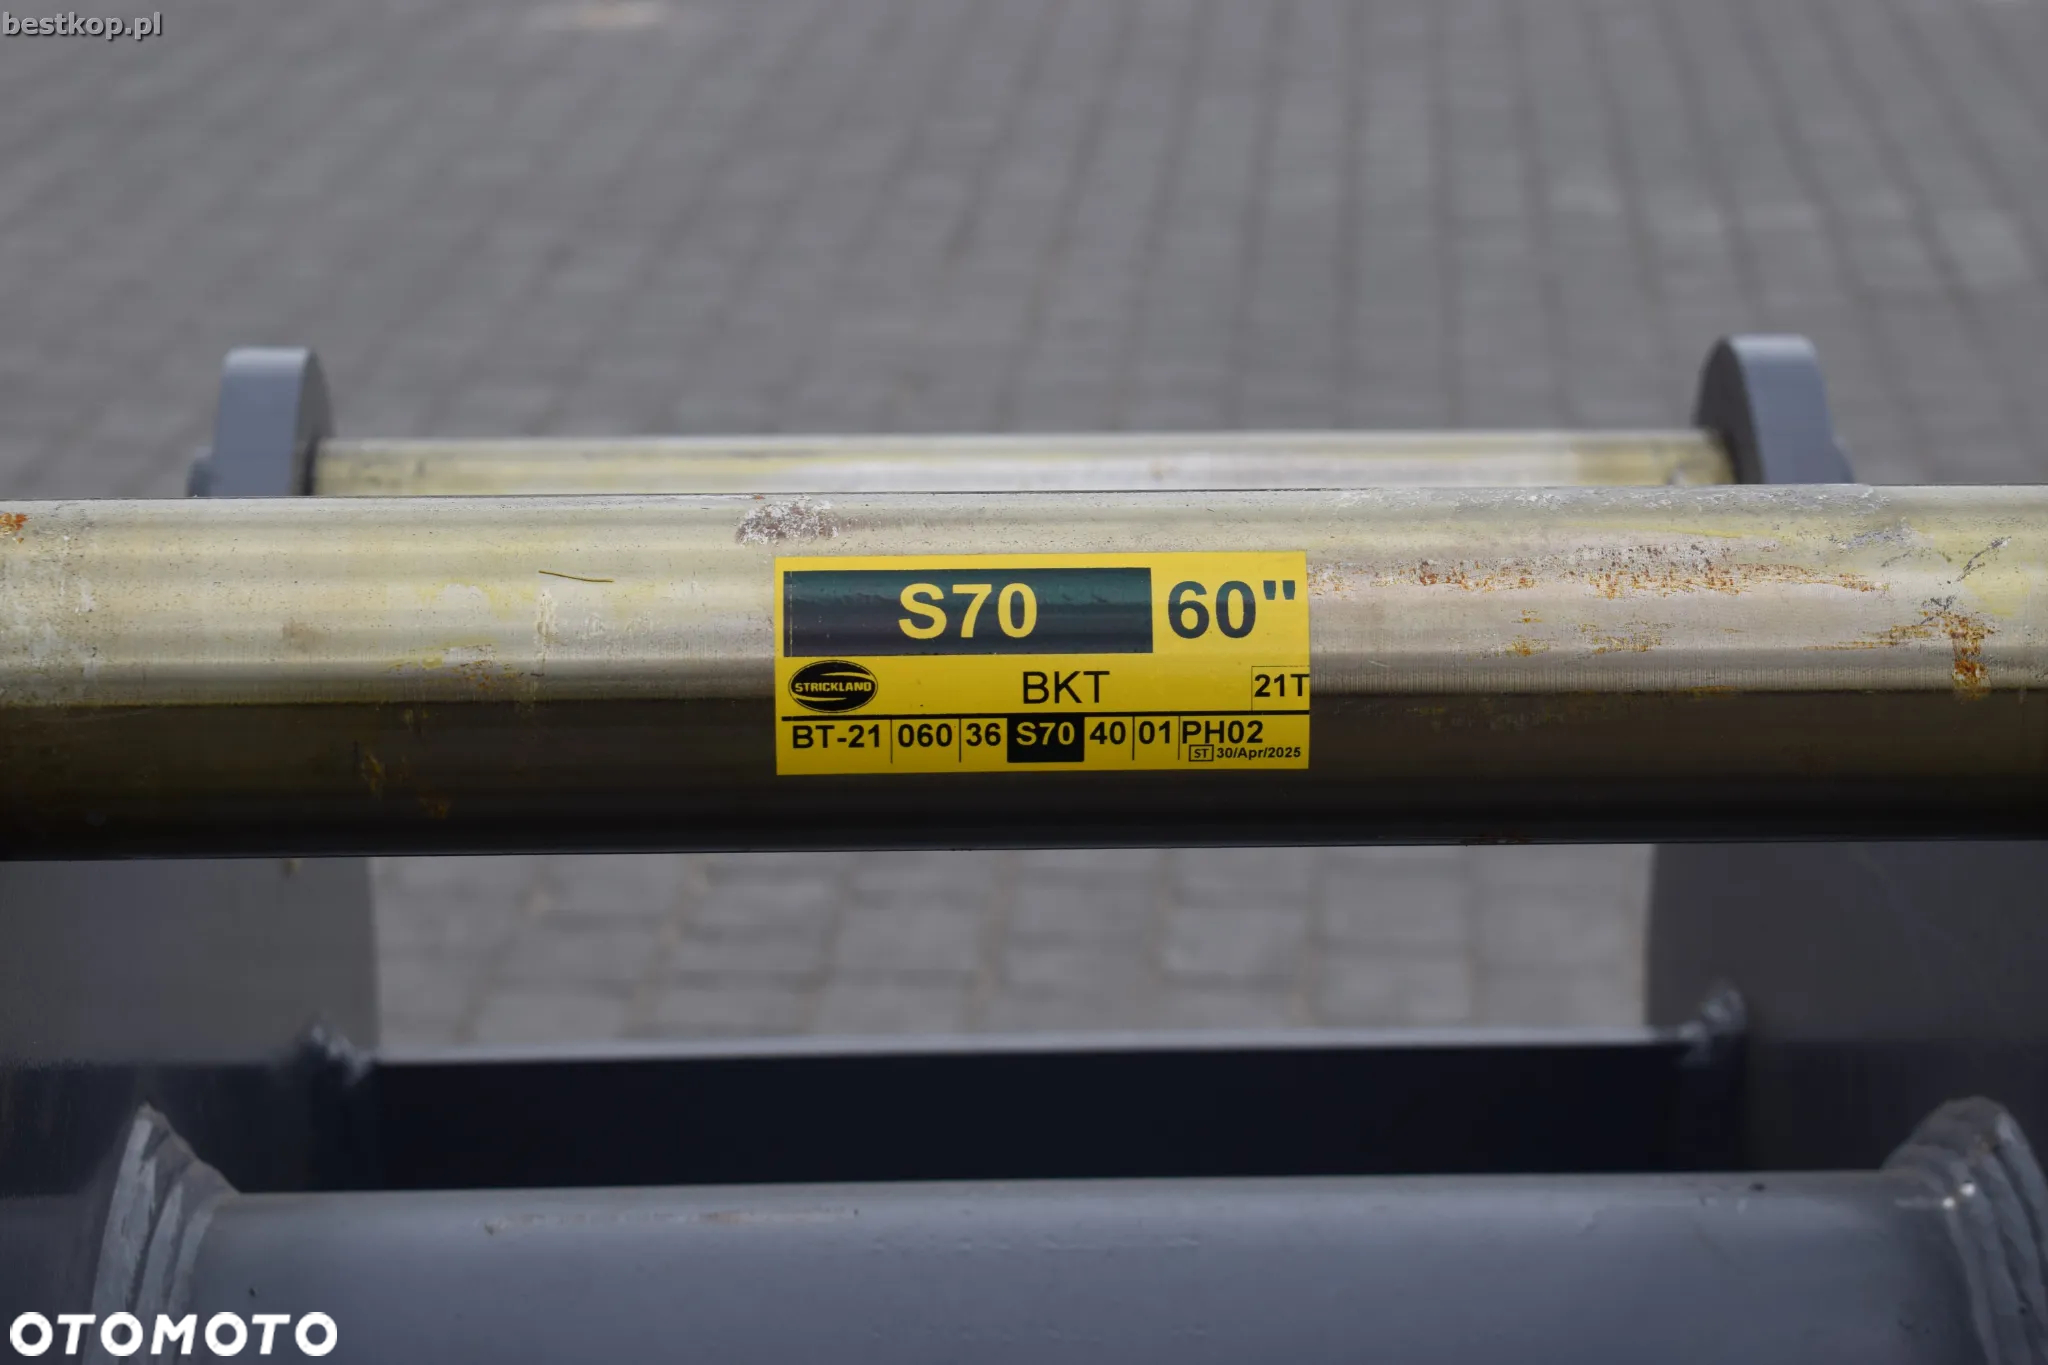 bestkop.pl
S70 60"
STRICKLAND BKT 21T
BT-21 060 36 S70 40 01 PH02
ST 30/Apr/2025
OTOMOTO